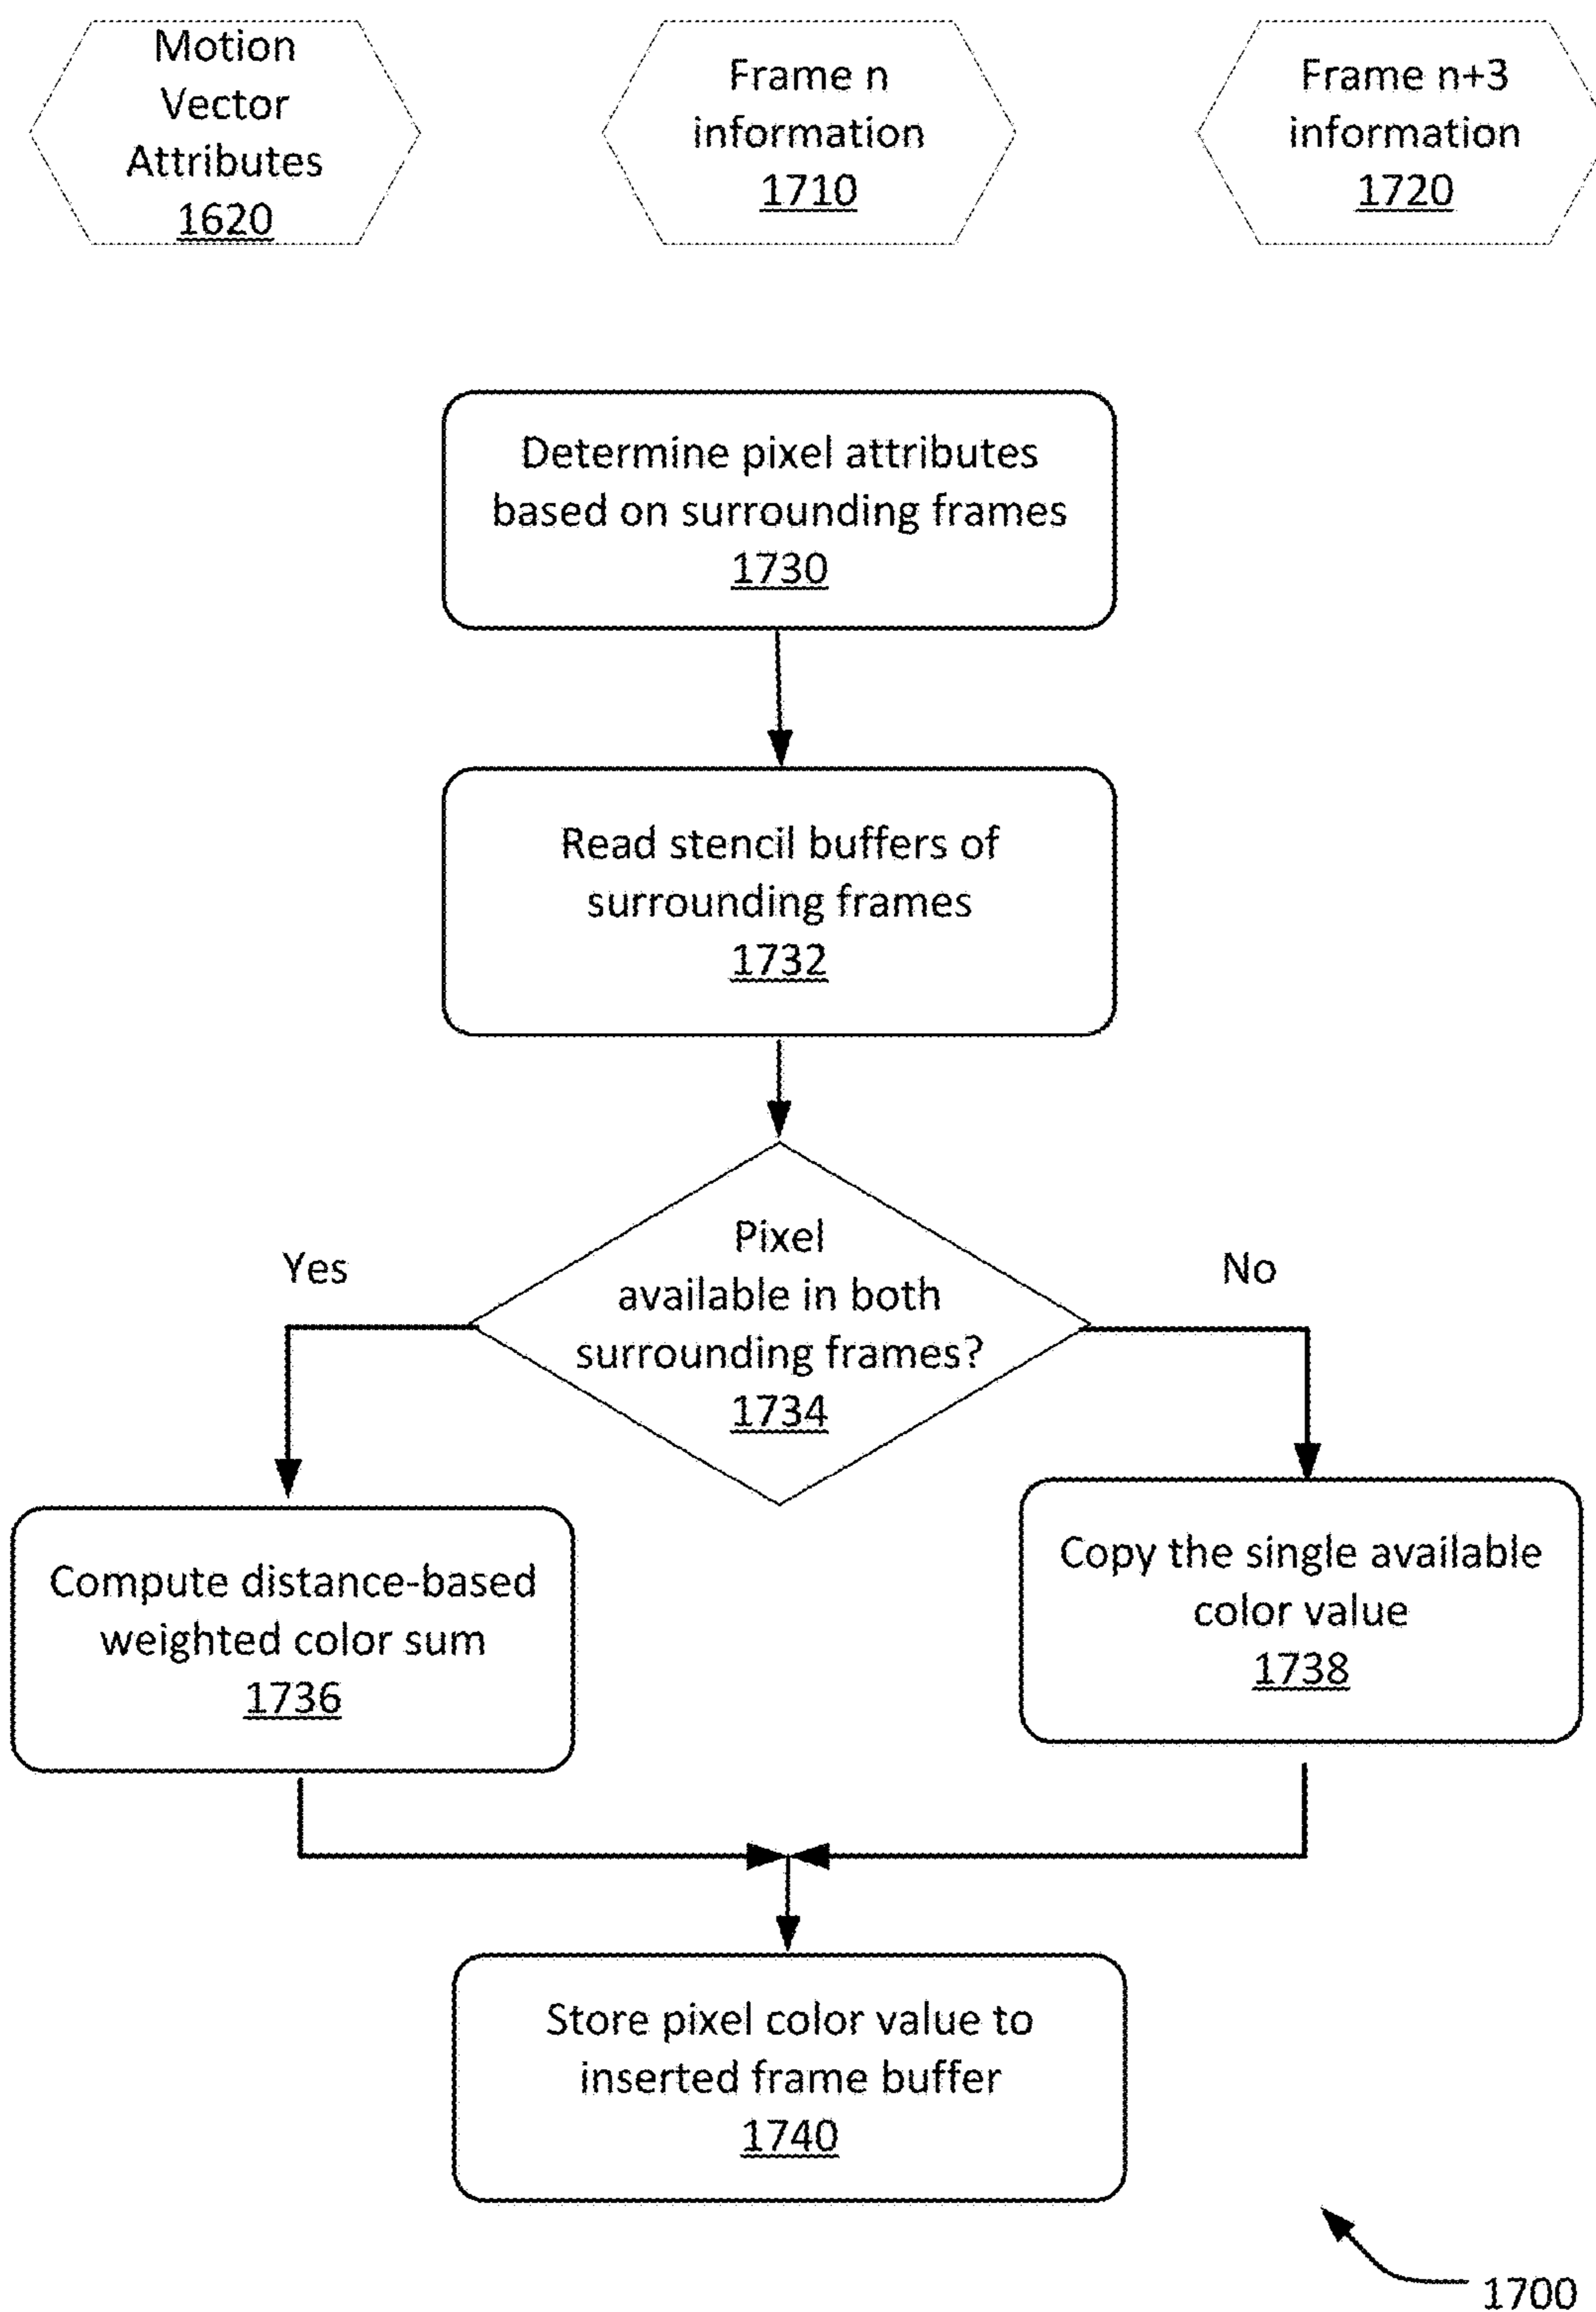 Motion
Vector
Attributes
1620
Frame n
information
1710
Frame n+3
information
1720
Determine pixel attributes
based on surrounding frames
1730
Read stencil buffers of
surrounding frames
1732
Pixel
available in both
surrounding frames?
1734
Yes
No
Compute distance-based
weighted color sum
1736
Copy the single available
color value
1738
Store pixel color value to
inserted frame buffer
1740
1700